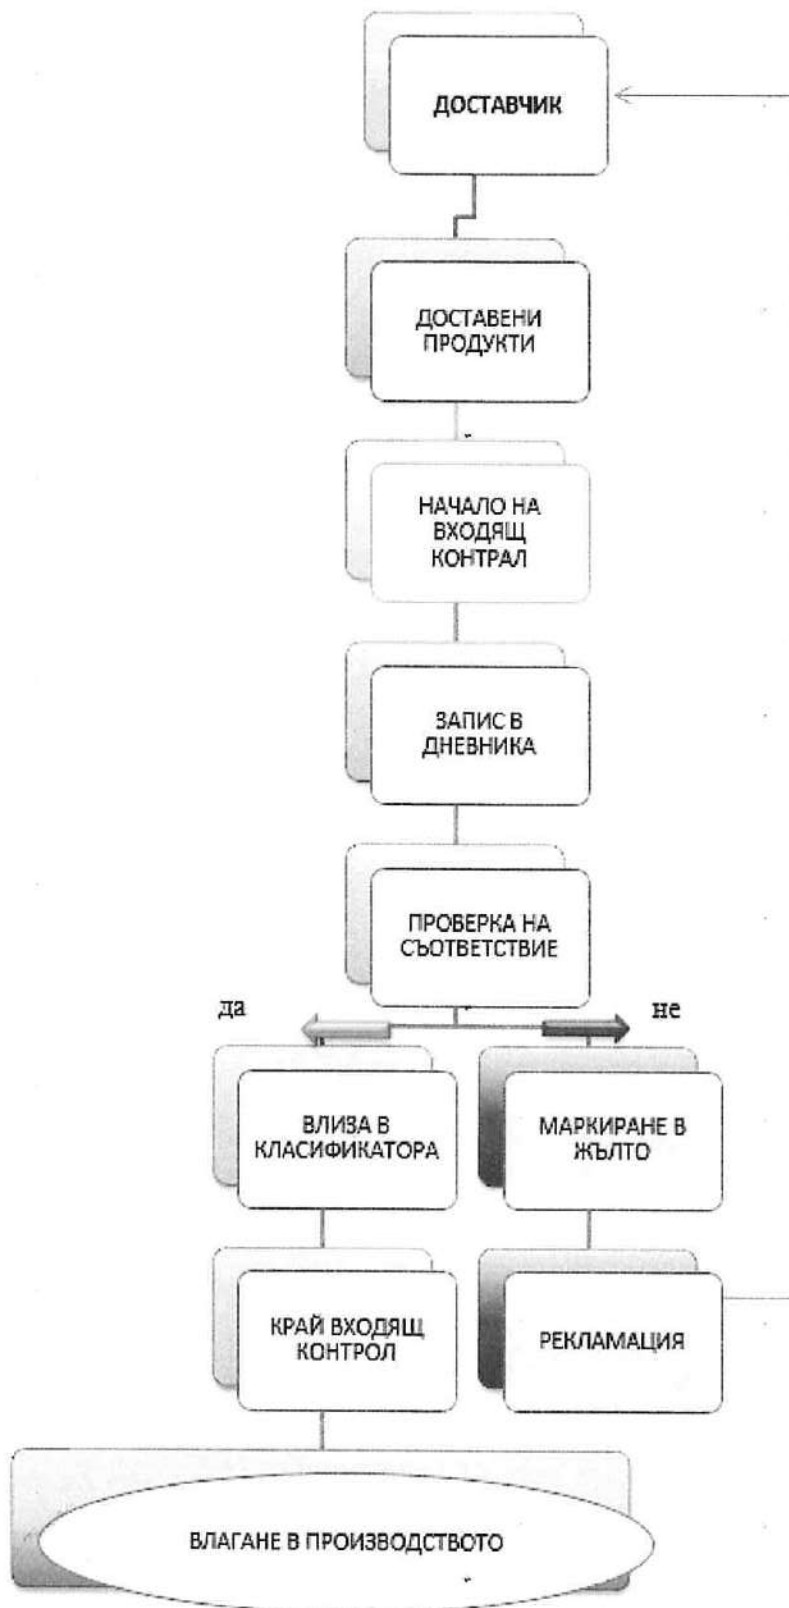 ДОСТАВЧИК
ДОСТАВЕНИ
ПРОДУКТИ
НАЧАЛО НА
ВХОДЯЩ
КОНТРАЛ
ЗАПИС В
ДНЕВНИКА
ПРОВЕРКА НА
СЪОТВЕТСТВИЕ
да
не
ВЛИЗА В
КЛАСИФИКАТОРА
МАРКИРАНЕ В
ЖЪЛТО
КРАЙ ВХОДЯЩ
КОНТРОЛ
РЕКЛАМАЦИЯ
ВЛАГАНЕ В ПРОИЗВОДСТВОТО